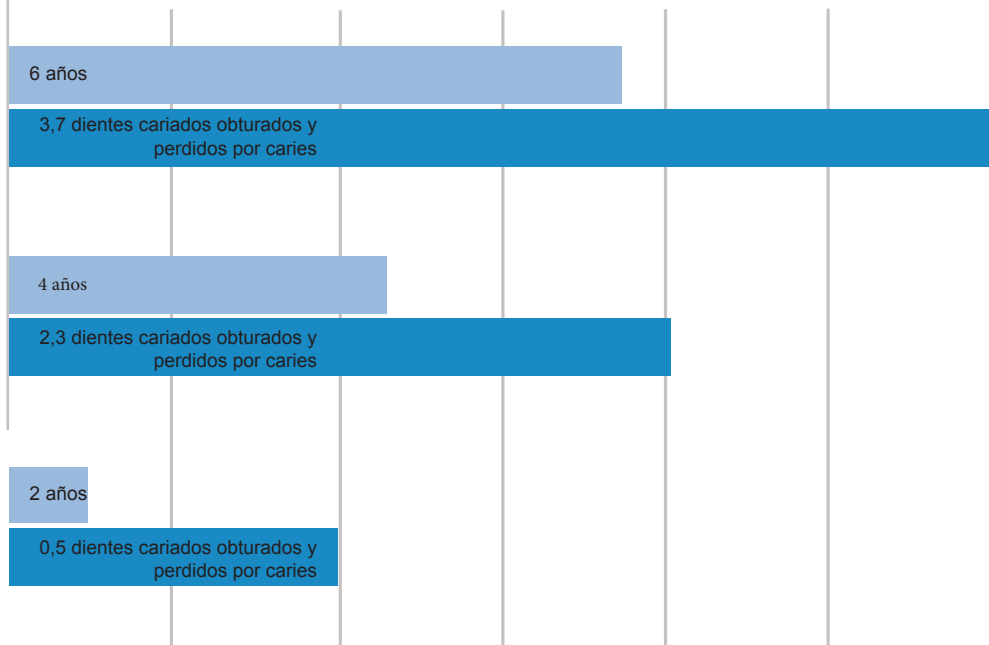 6 años
3,7 dientes cariados obturados y
perdidos por caries
4 años
2,3 dientes cariados obturados y
perdidos por caries
2 años
0,5 dientes cariados obturados y
perdidos por caries